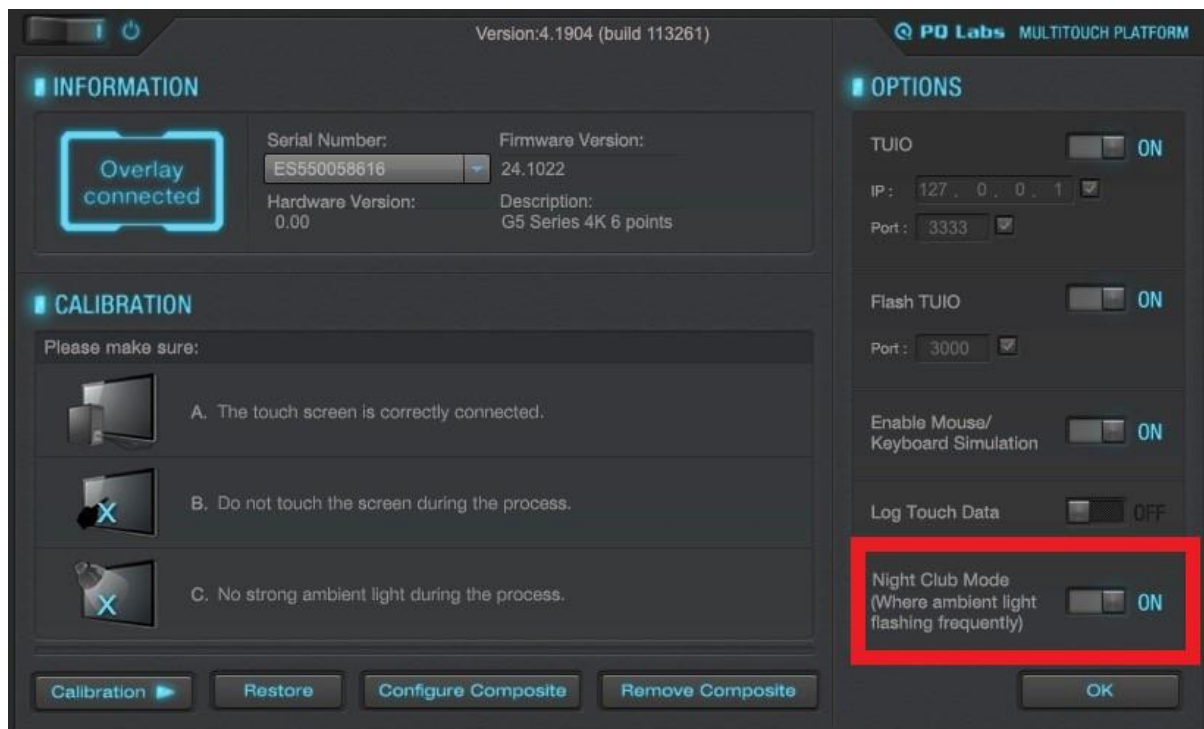 Version:4.1904 (build 113261)
PQ Labs MULTITOUCH PLATFORM
INFORMATION
Overlay
connected
Serial Number:
ES550058616
Hardware Version:
0.00
Firmware Version:
24.1022
Description:
G5 Series 4K 6 points
CALIBRATION
Please make sure:
A. The touch screen is correctly connected.
B. Do not touch the screen during the process.
C. No strong ambient light during the process.
Calibration
Restore
Configure Composite
Remove Composite
OPTIONS
TUIO
ON
IP : 127 . 0 . 0 . 1
Port : 3333
Flash TUIO
ON
Port : 3000
Enable Mouse/
Keyboard Simulation
ON
Log Touch Data
OFF
Night Club Mode
(Where ambient light
flashing frequently)
ON
OK